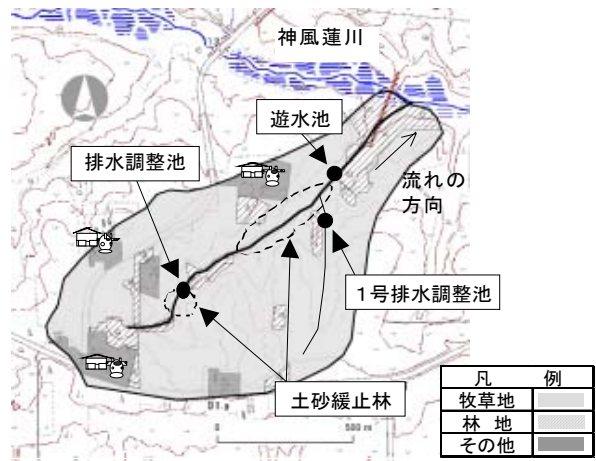 神風蓮川
遊水池
排水調整池
流れの
方向
1号排水調整池
土砂緩止林
0
500 m
凡 例
牧草地
林 地
その他